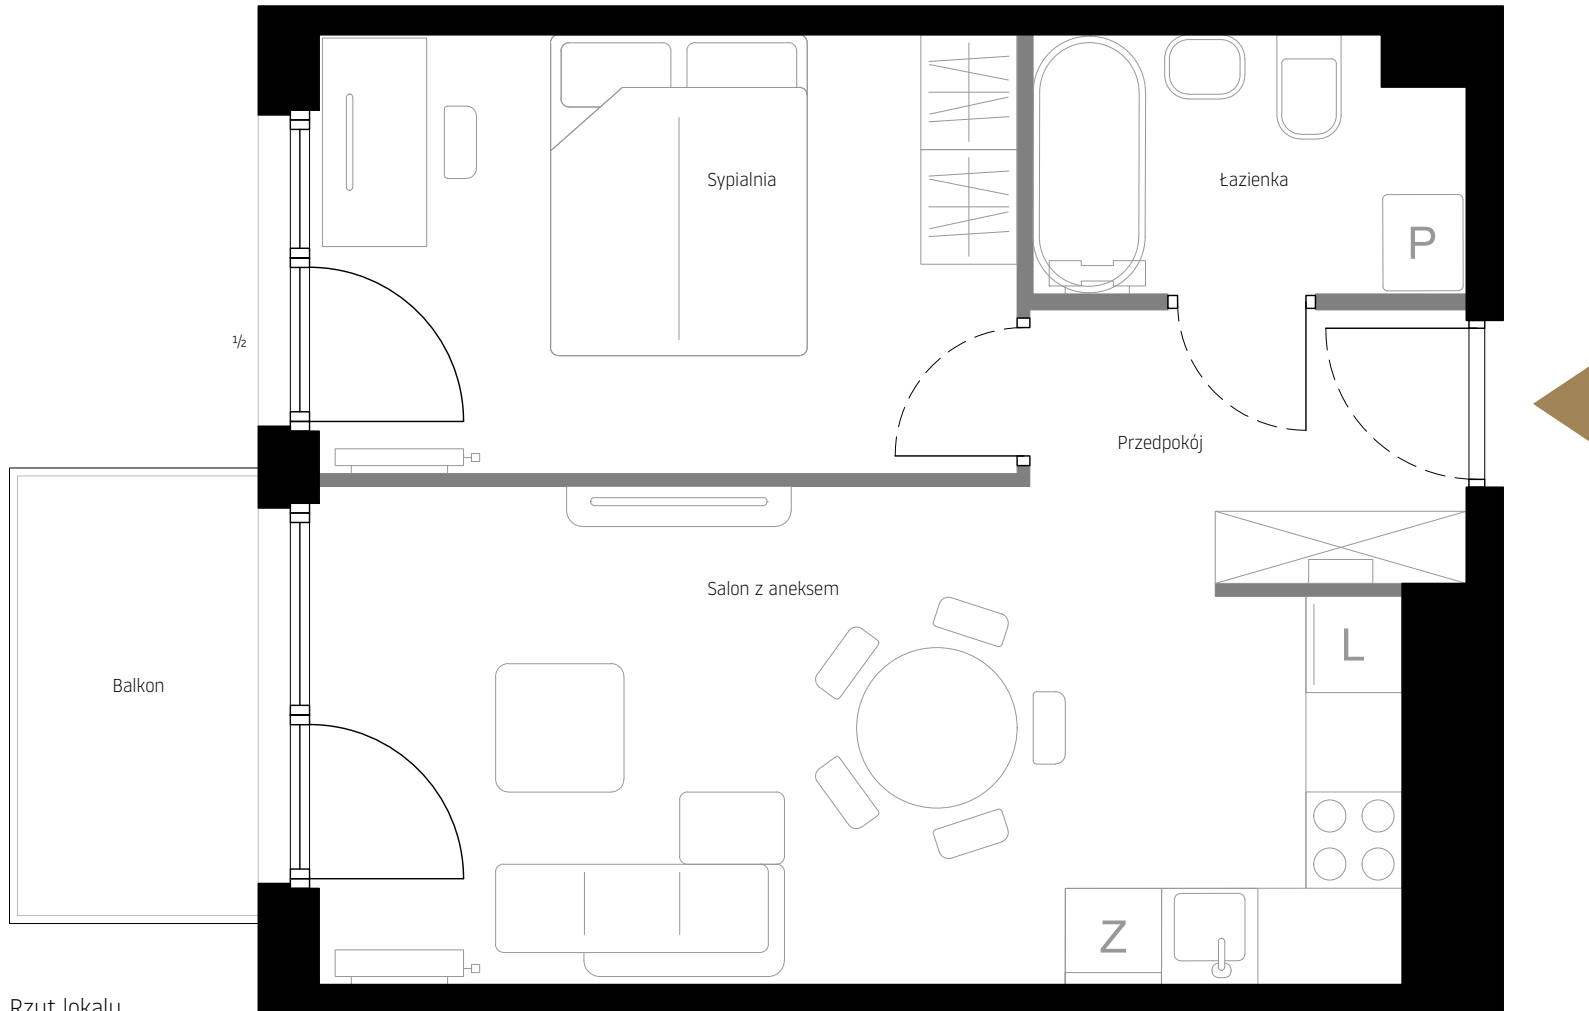 Sypialnia
Łazienka
P
½
Przedpokój
Salon z aneksem
L
Balkon
Z
Rzut lokalu